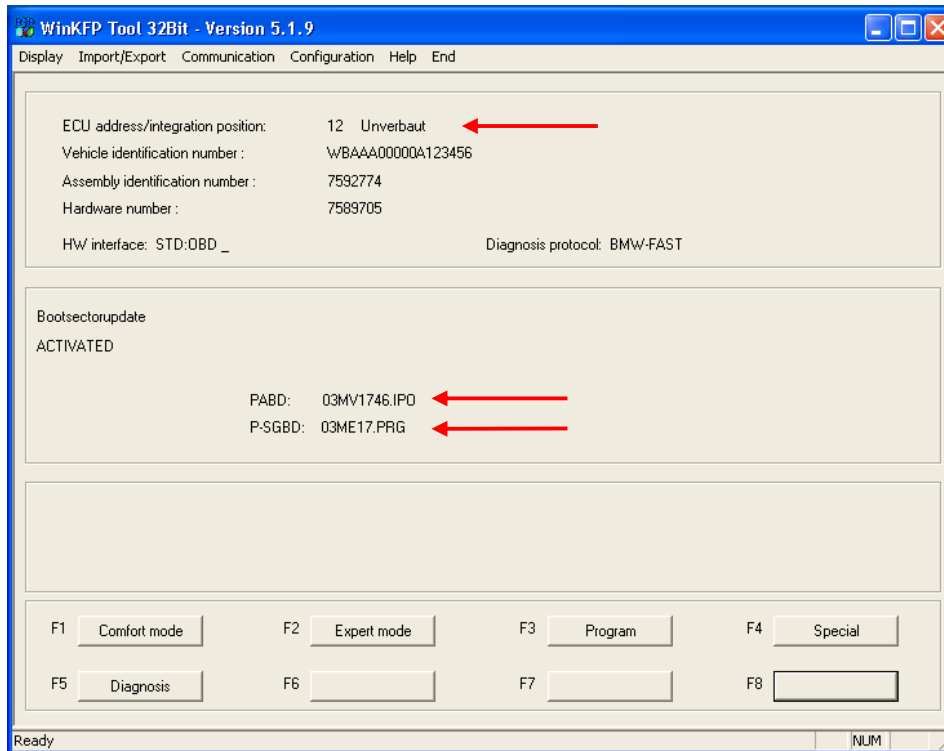 WinKFP Tool 32Bit - Version 5.1.9
Display Import/Export Communication Configuration Help End
ECU address/integration position: 12 Unverbaut
Vehicle identification number : WBAAA00000A123456
Assembly identification number : 7592774
Hardware number : 7589705
HW interface: STD:OBD _ Diagnosis protocol: BMW-FAST
Bootsectorupdate
ACTIVATED
PABD: 03MV1746.IPO
P-SGBD: 03ME17.PRG
F1 Comfort mode F2 Expert mode F3 Program F4 Special
F5 Diagnosis F6 F7 F8
Ready NUM